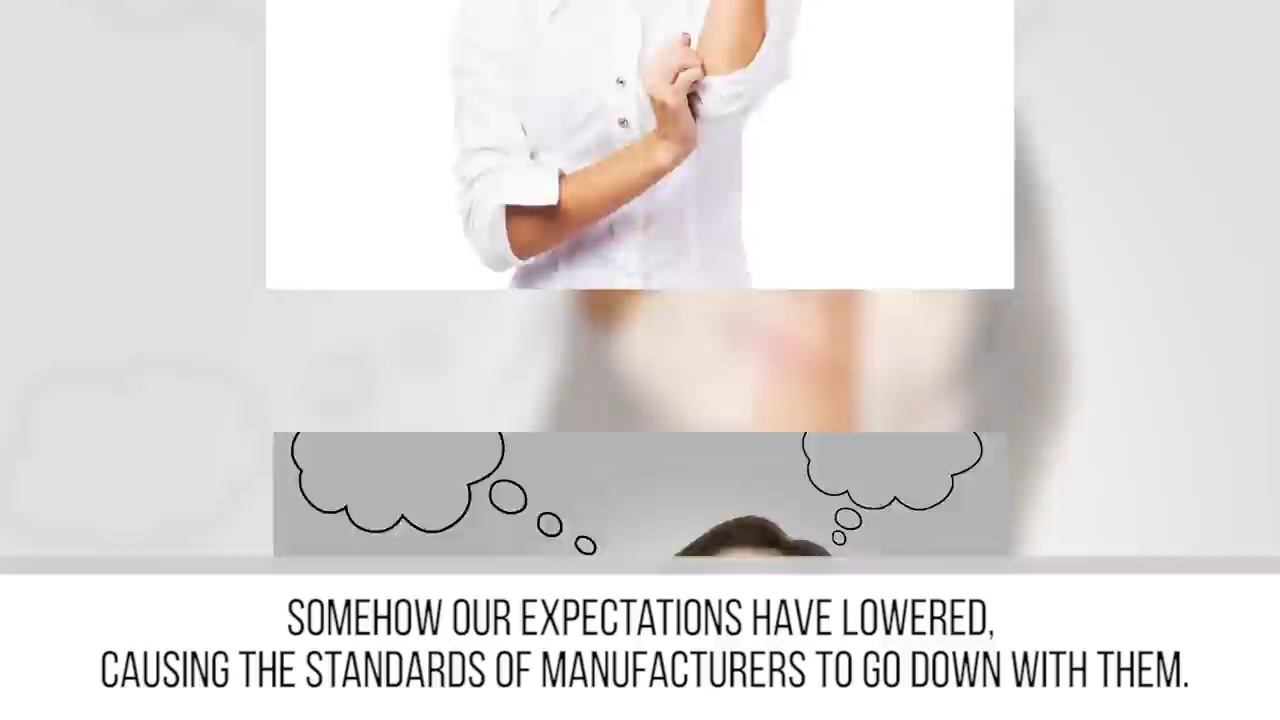 SOMEHOW OUR EXPECTATIONS HAVE LOWERED,
CAUSING THE STANDARDS OF MANUFACTURERS TO GO DOWN WITH THEM.